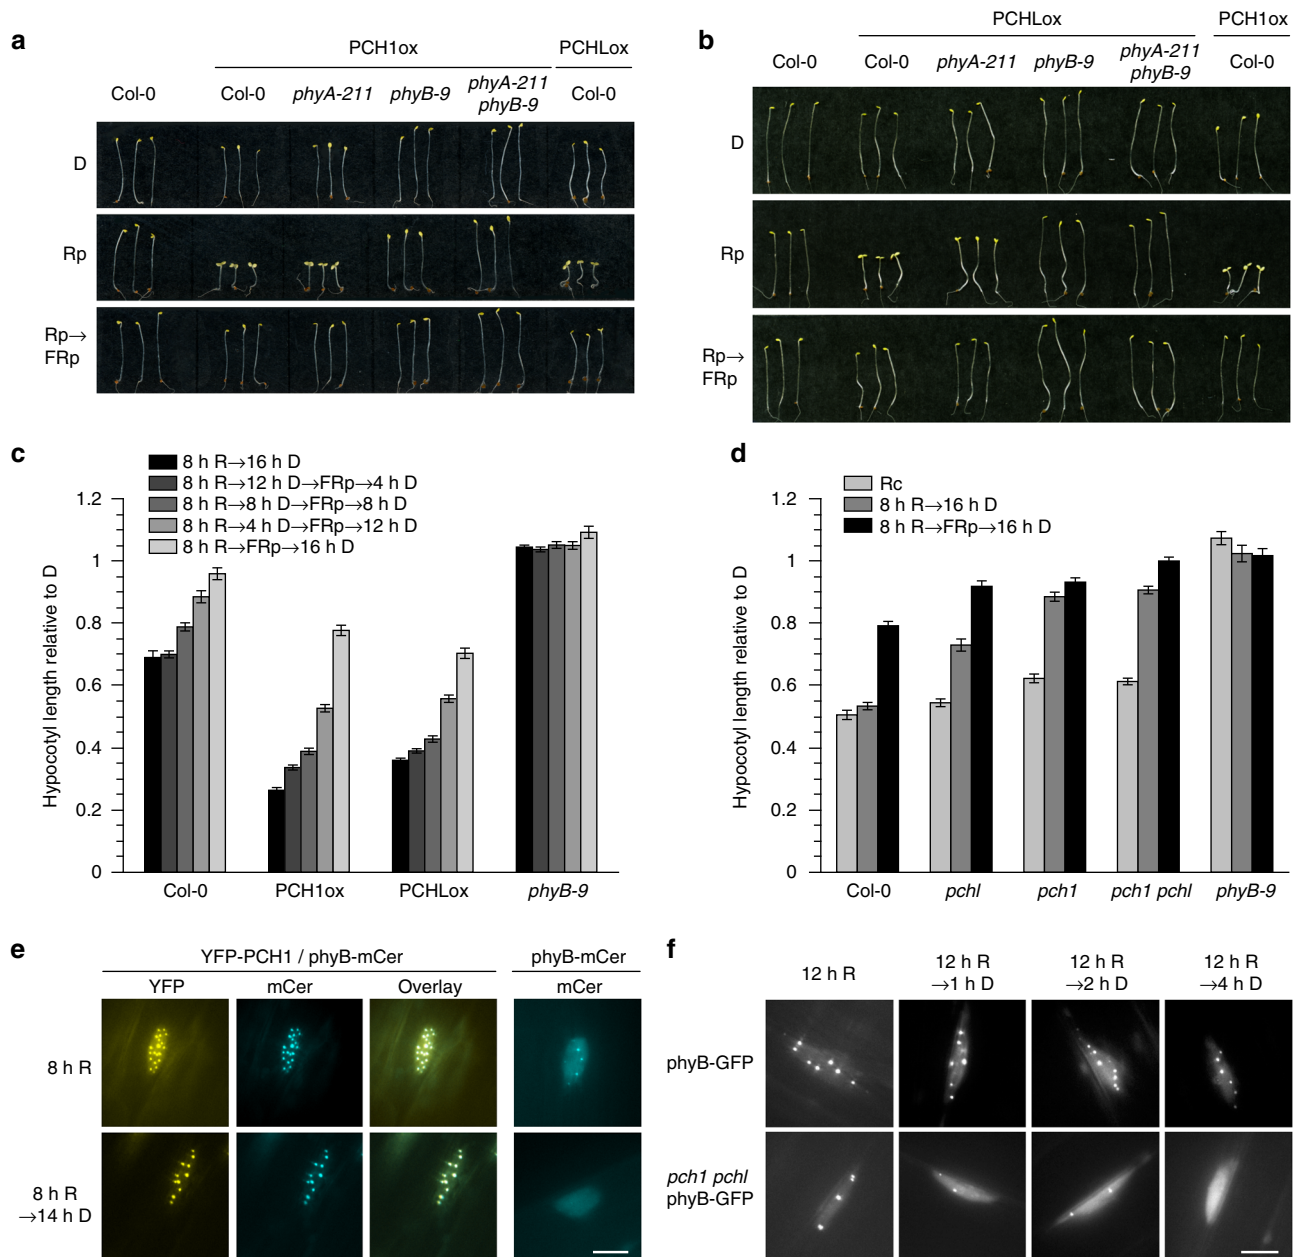 a
PCH1ox
PCHLox
Col-0
Col-0
phyA-211
phyB-9
phyA-211
phyB-9
Col-0
D
Rp
Rp→
FRp
b
PCHLox
PCH1ox
Col-0
Col-0
phyA-211
phyB-9
phyA-211
phyB-9
Col-0
D
Rp
Rp→
FRp
c
8 h R→16 h D
8 h R→12 h D→FRp→4 h D
8 h R→8 h D→FRp→8 h D
8 h R→4 h D→FRp→12 h D
8 h R→FRp→16 h D
Hypocotyl length relative to D
1.2
1
0.8
0.6
0.4
0.2
0
Col-0
PCH1ox
PCHLox
phyB-9
d
Rc
8 h R→16 h D
8 h R→FRp→16 h D
Hypocotyl length relative to D
1.2
1
0.8
0.6
0.4
0.2
0
Col-0
pchl
pch1
pch1 pchl
phyB-9
e
YFP-PCH1 / phyB-mCer
phyB-mCer
YFP
mCer
Overlay
mCer
8 h R
8 h R
→14 h D
f
12 h R
12 h R
→1 h D
12 h R
→2 h D
12 h R
→4 h D
phyB-GFP
pch1 pchl
phyB-GFP